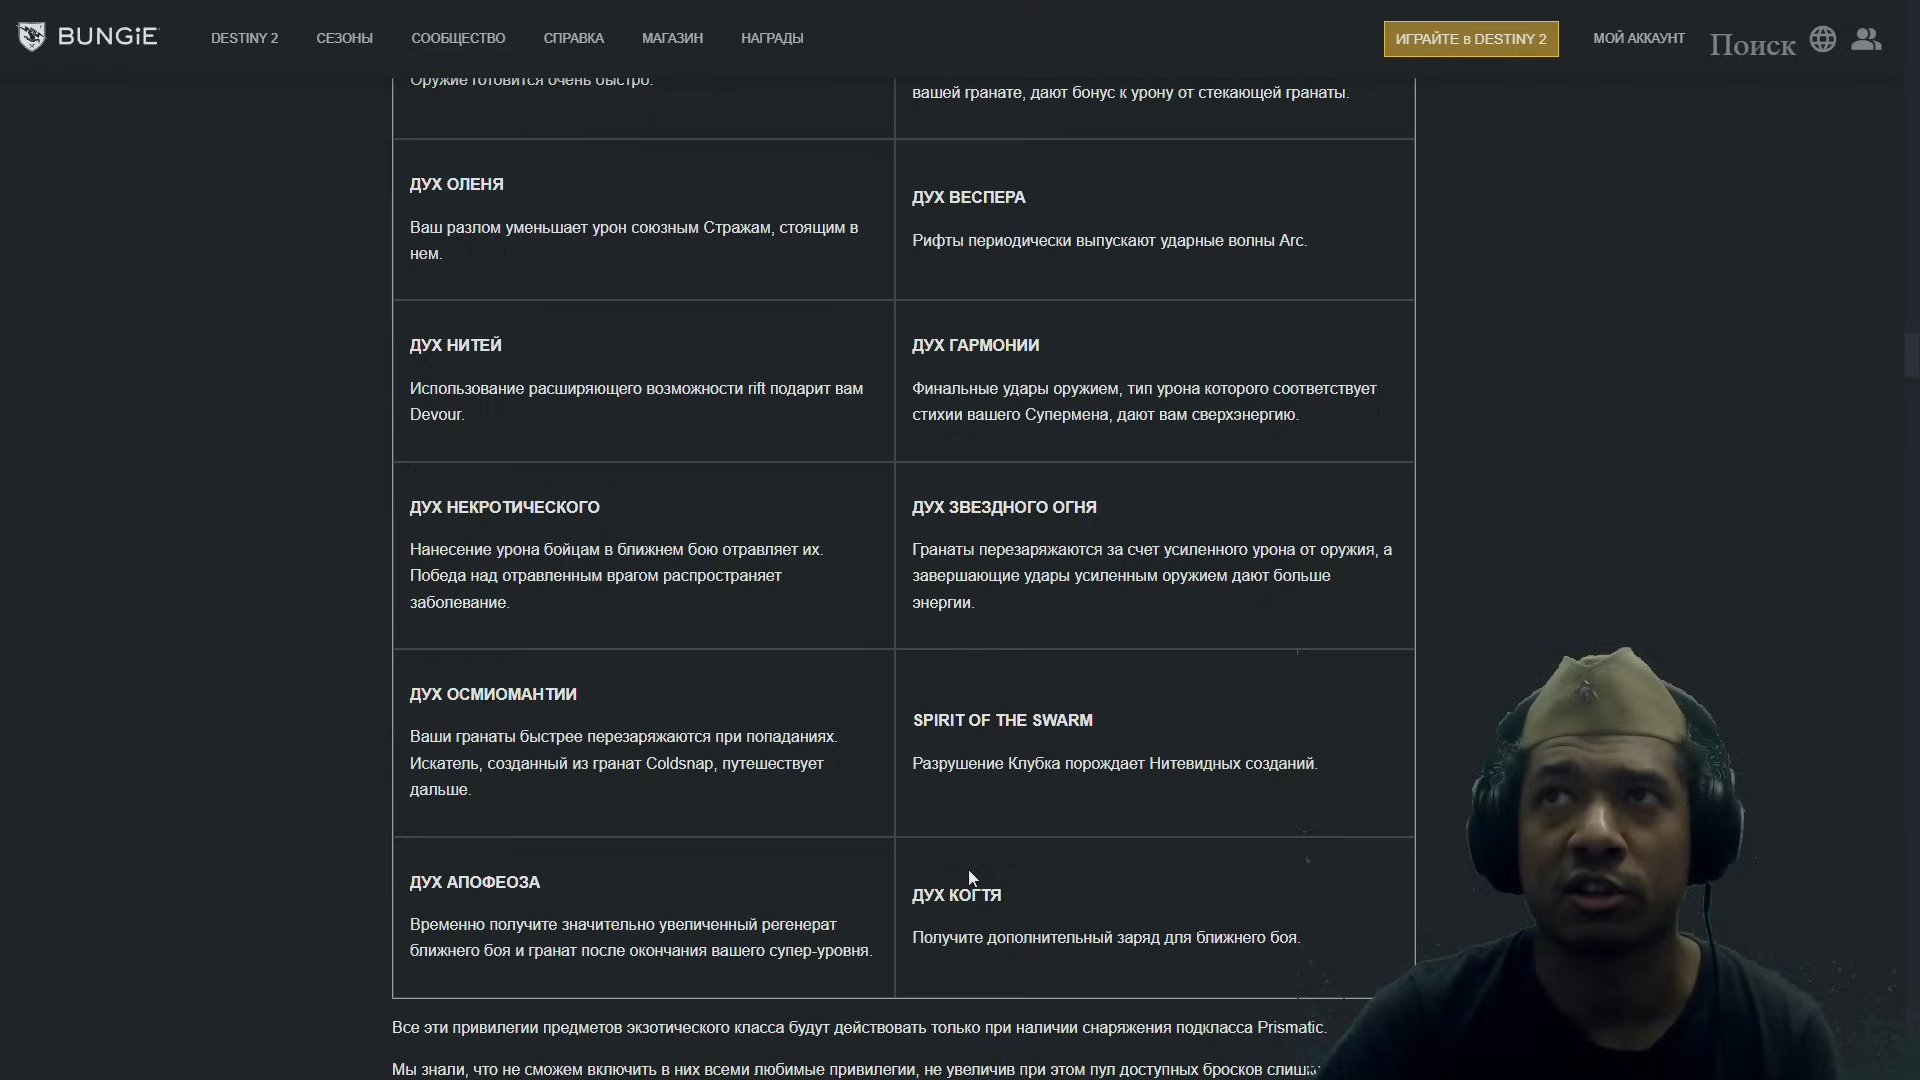 BUNGiE
DESTINY 2
СЕЗОНЫ
СООБЩЕСТВО
СПРАВКА
МАГАЗИН
НАГРАДЫ
ИГРАЙТЕ в DESTINY 2
МОЙ АККАУНТ
Поиск
Оружие готовится очень быстро.
вашей гранате, дают бонус к урону от стекающей гранаты.
ДУХ ОЛЕНЯ
Ваш разлом уменьшает урон союзным Стражам, стоящим в
нем.
ДУХ ВЕСПЕРА
Рифты периодически выпускают ударные волны Arc.
ДУХ НИТЕЙ
Использование расширяющего возможности rift подарит вам
Devour.
ДУХ ГАРМОНИИ
Финальные удары оружием, тип урона которого соответствует
стихии вашего Супермена, дают вам сверхэнергию.
ДУХ НЕКРОТИЧЕСКОГО
Нанесение урона бойцам в ближнем бою отравляет их.
Победа над отравленным врагом распространяет
заболевание.
ДУХ ЗВЕЗДНОГО ОГНЯ
Гранаты перезаряжаются за счет усиленного урона от оружия, а
завершающие удары усиленным оружием дают больше
энергии.
ДУХ ОСМИОМАНТИИ
Ваши гранаты быстрее перезаряжаются при попаданиях.
Искатель, созданный из гранат Coldsnap, путешествует
дальше.
SPIRIT OF THE SWARM
Разрушение Клубка порождает Нитевидных созданий.
ДУХ АПОФЕОЗА
Временно получите значительно увеличенный регенерат
ближнего боя и гранат после окончания вашего супер-уровня.
ДУХ КОГТЯ
Получите дополнительный заряд для ближнего боя.
Все эти привилегии предметов экзотического класса будут действовать только при наличии снаряжения подкласса Prismatic.
Мы знали, что не сможем включить в них всеми любимые привилегии, не увеличив при этом пул доступных бросков